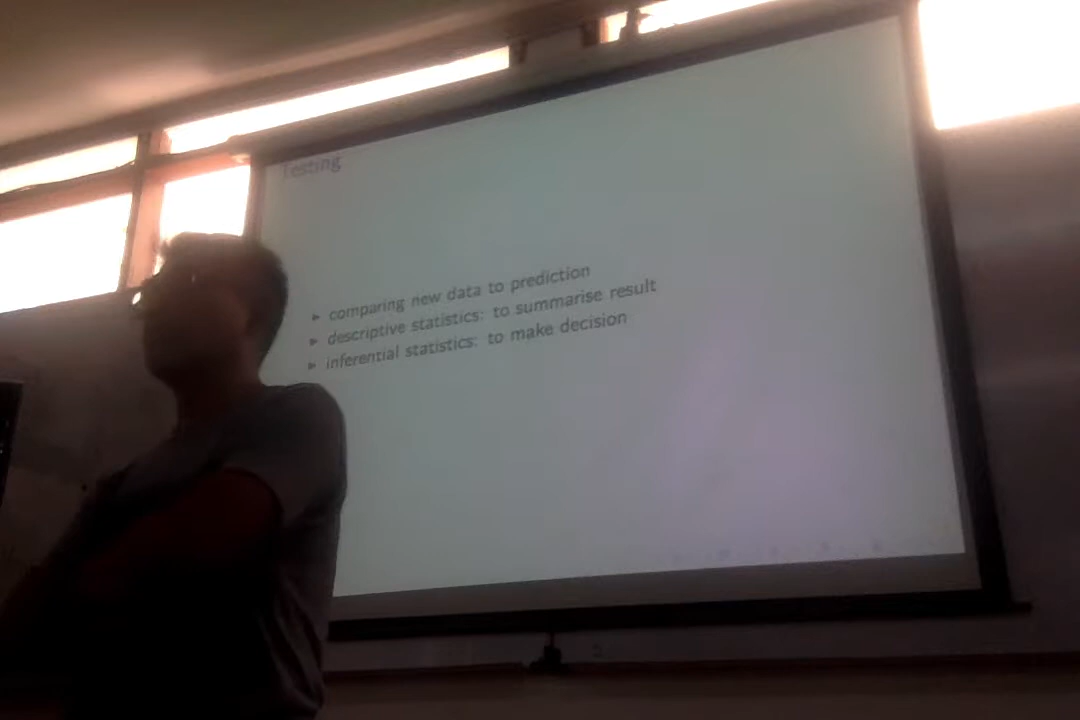 Testing
▶ comparing new data to prediction
▶ descriptive statistics: to summarise result
▶ inferential statistics: to make decision